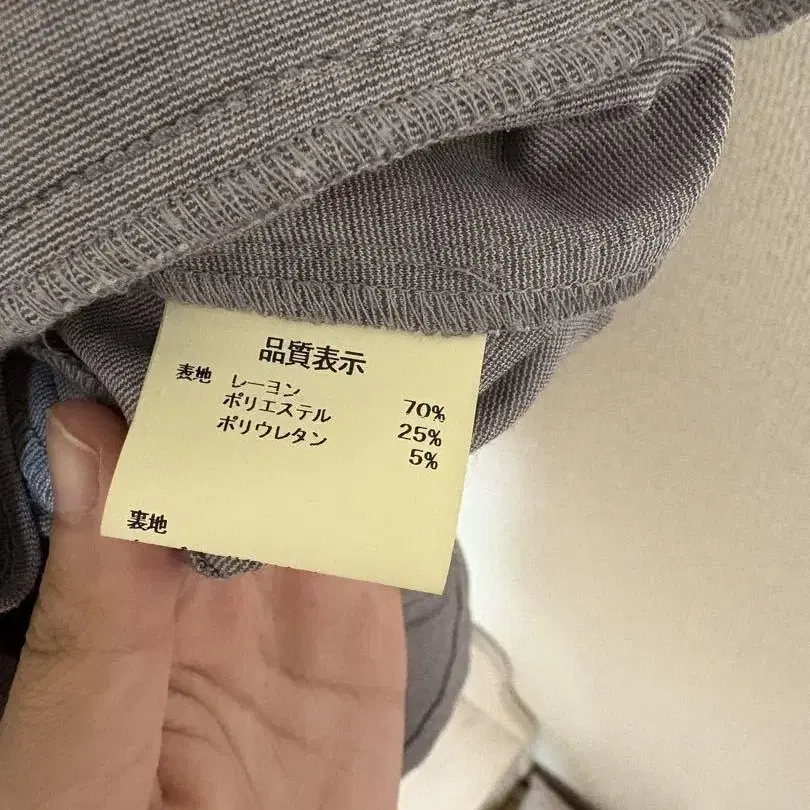 品質表示
表地 レーヨン 70%
ポリエステル 25%
ポリウレタン 5%
裏地